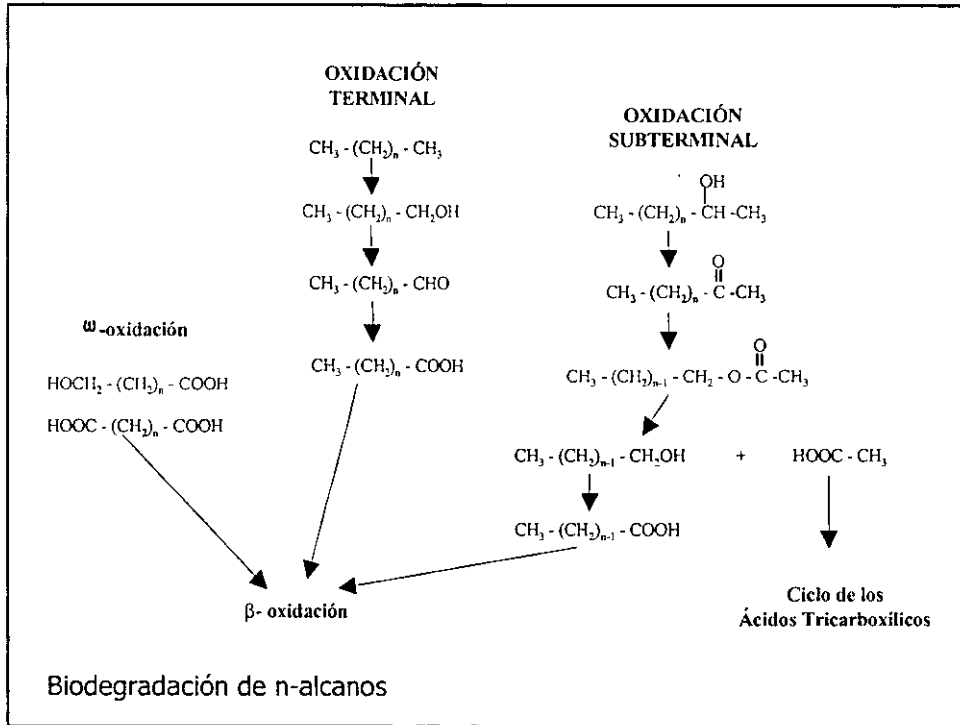 OXIDACIÓN
TERMINAL
CH₃ - (CH₂)ₙ - CH₃
CH₃ - (CH₂)ₙ - CH₂OH
CH₃ - (CH₂)ₙ - CHO
CH₃ - (CH₂)ₙ - COOH
OXIDACIÓN
SUBTERMINAL
OH
CH₃ - (CH₂)ₙ - CH - CH₃
O
CH₃ - (CH₂)ₙ - C - CH₃
O
CH₃ - (CH₂)ₙ₋₁ - CH₂ - O - C - CH₃
CH₃ - (CH₂)ₙ₋₁ - CH₂OH + HOOC - CH₃
CH₃ - (CH₂)ₙ₋₁ - COOH
ω-oxidación
HOCH₂ - (CH₂)ₙ - COOH
HOOC - (CH₂)ₙ - COOH
β- oxidación
Ciclo de los
Ácidos Tricarboxílicos
Biodegradación de n-alcanos